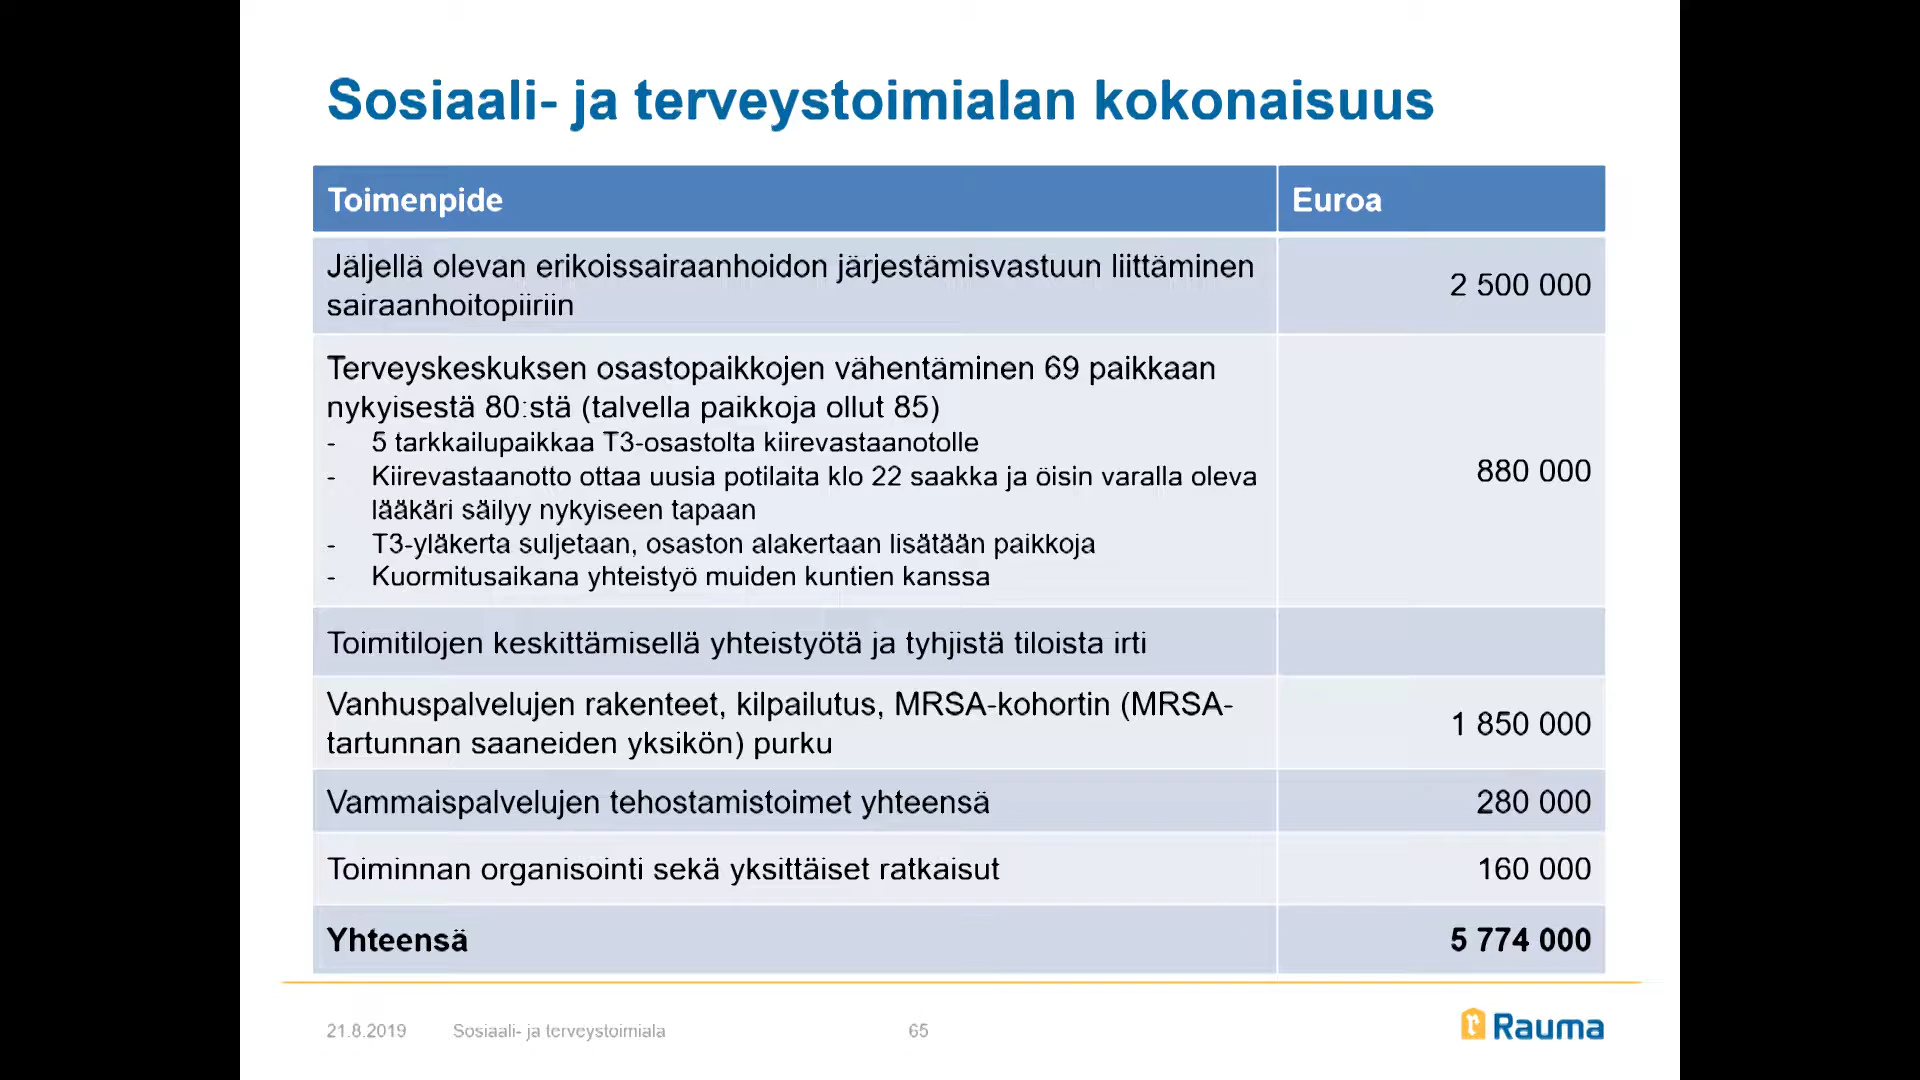 Sosiaali- ja terveystoimialan kokonaisuus
Toimenpide Euroa
Jäljellä olevan erikoissairaanhoidon järjestämisvastuun liittäminen
sairaanhoitopiiriin
2 500 000
Terveyskeskuksen osastopaikkojen vähentäminen 69 paikkaan
nykyisestä 80:stä (talvella paikkoja ollut 85)
- 5 tarkkailupaikkaa T3-osastolta kiirevastaanotolle
- Kiirevastaanotto ottaa uusia potilaita klo 22 saakka ja öisin varalla oleva
lääkäri säilyy nykyiseen tapaan
- T3-yläkerta suljetaan, osaston alakertaan lisätään paikkoja
- Kuormitusaikana yhteistyö muiden kuntien kanssa
880 000
Toimitilojen keskittämisellä yhteistyötä ja tyhjistä tiloista irti
Vanhuspalvelujen rakenteet, kilpailutus, MRSA-kohortin (MRSA-
tartunnan saaneiden yksikön) purku
1 850 000
Vammaispalvelujen tehostamistoimet yhteensä 280 000
Toiminnan organisointi sekä yksittäiset ratkaisut 160 000
Yhteensä 5 774 000
21.8.2019 Sosiaali- ja terveystoimiala 65
r Rauma